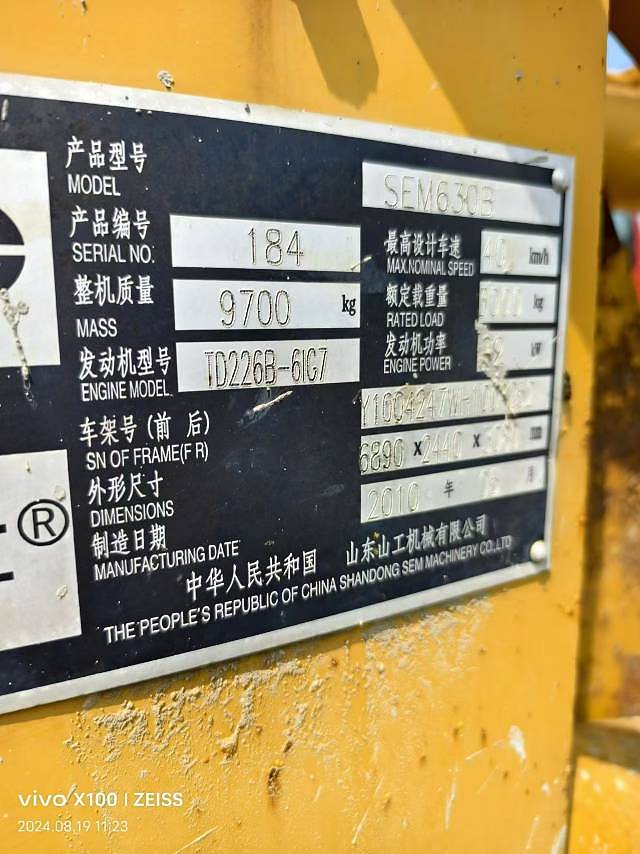 产品型号 SEM630B
MODEL
产品编号 184 最高设计车速 km/h
SERIAL NO. MAX.NOMINAL SPEED
整机质量 9700 kg 额定载重量 kg
MASS RATED LOAD
发动机型号 TD226B-6IC7 发动机功率 kW
ENGINE MODEL ENGINE POWER
车架号(前 后)
SN OF FRAME(F R)
外形尺寸 6890 × 2440 × mm
DIMENSIONS
制造日期 2010 年 月
MANUFACTURING DATE
中华人民共和国 山东山工机械有限公司
THE PEOPLE'S REPUBLIC OF CHINA SHANDONG SEM MACHINERY CO.,LTD
®
vivo X100 | ZEISS
2024.08.19 11:23